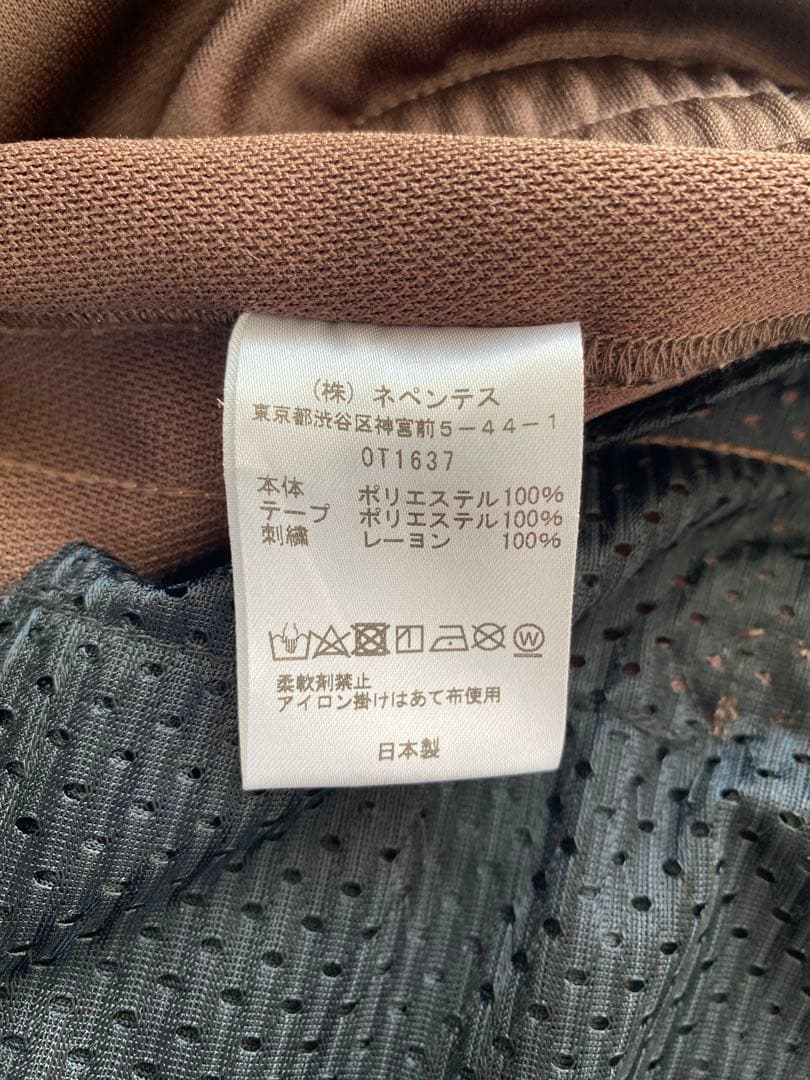 (株) ネペンテス
東京都渋谷区神宮前5-44-1
OT1637
本体 ポリエステル100%
テープ ポリエステル100%
刺繍 レーヨン 100%
W
柔軟剤禁止
アイロン掛けはあて布使用
日本製